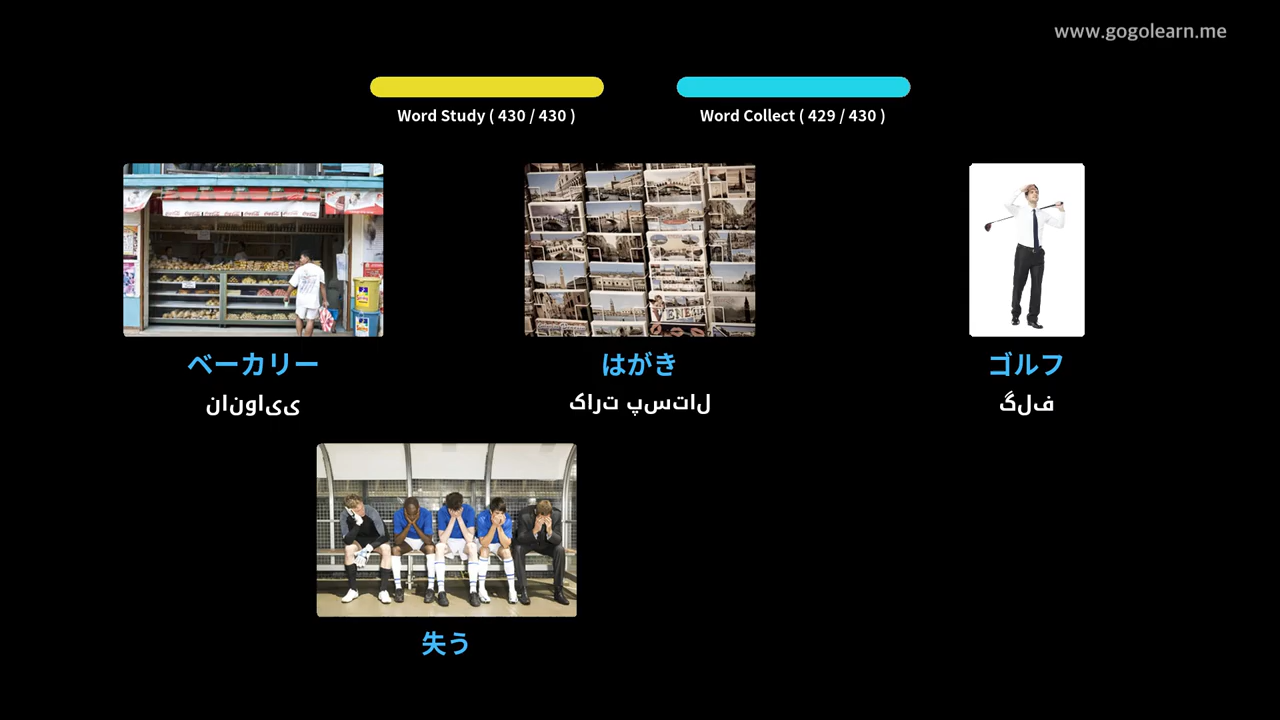 www.gogolearn.me
Word Study ( 430 / 430 )
Word Collect ( 429 / 430 )
ベーカリー
はがき
ゴルフ
ییاونان
لاتسپ تراک
فلگ
失う